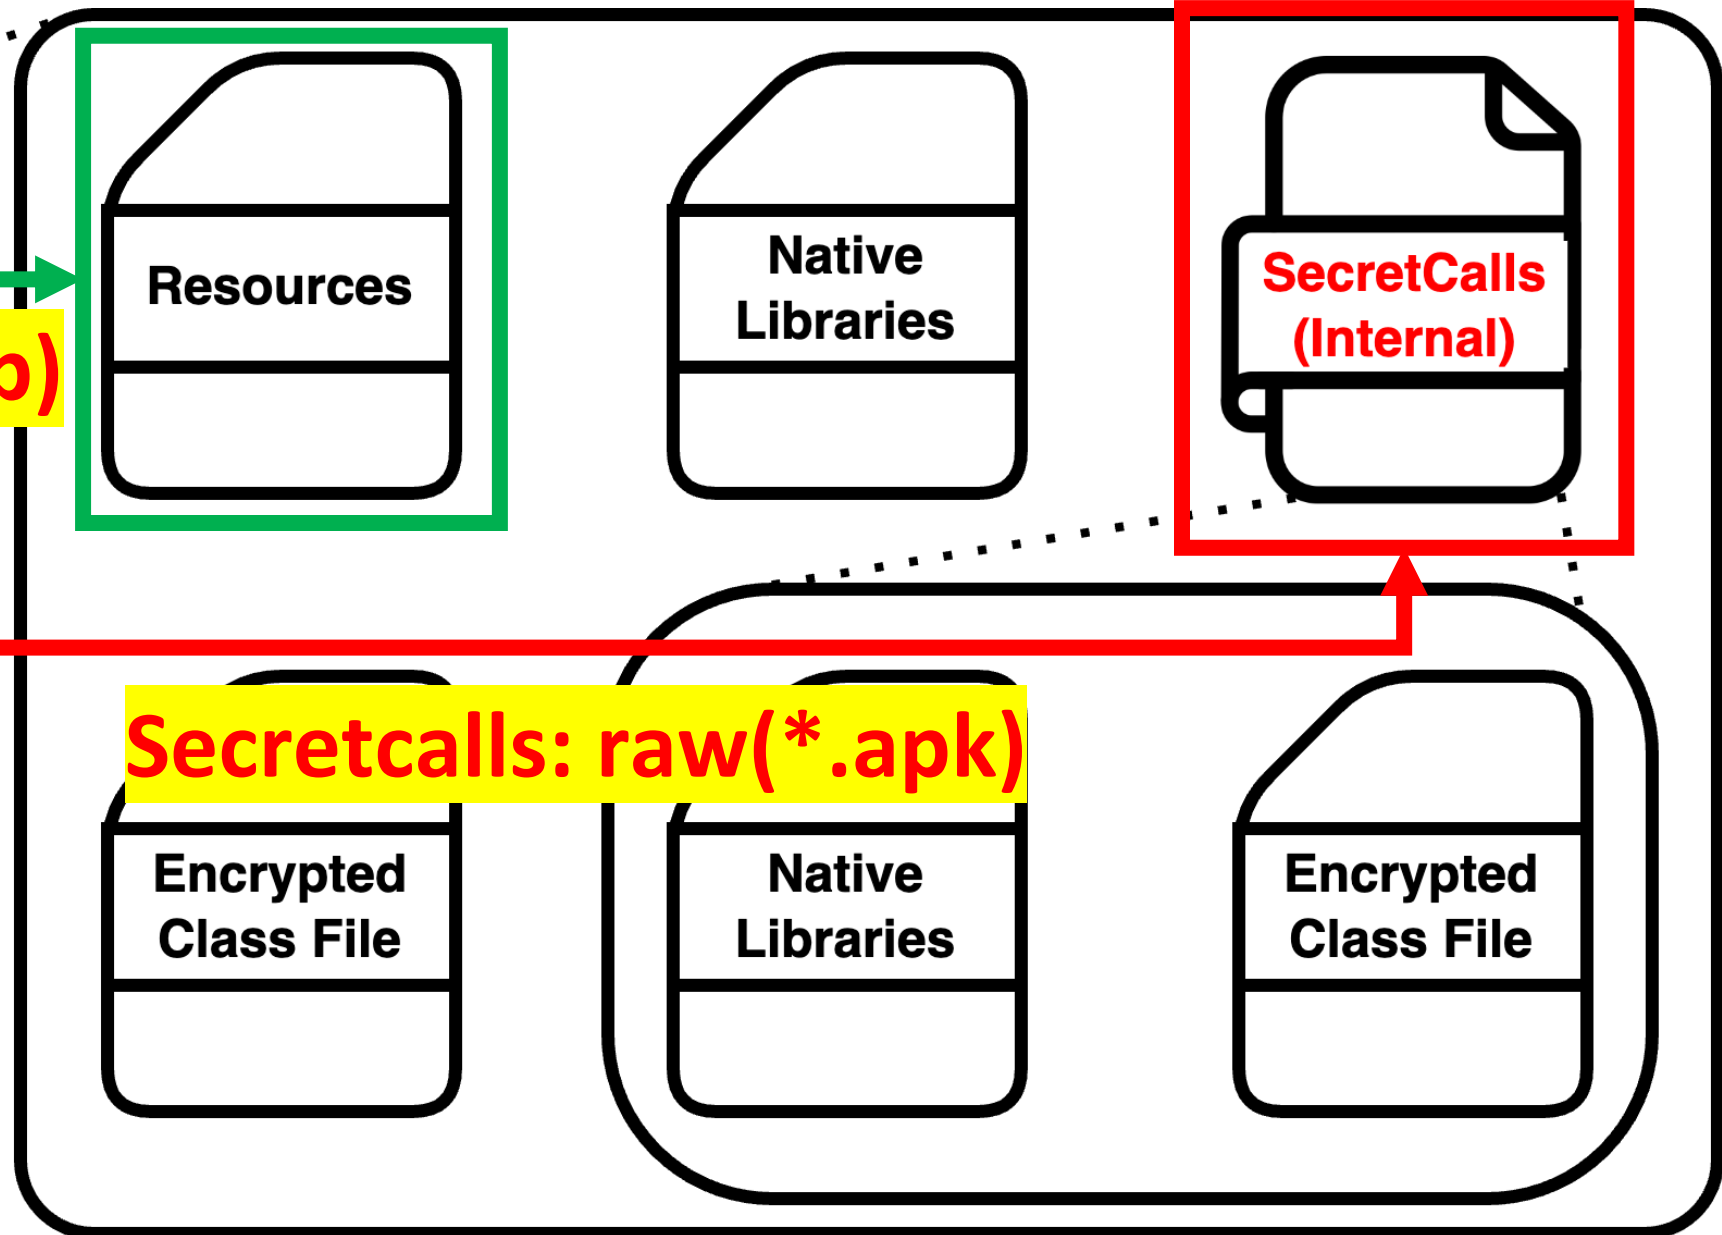 Resources
Native
Libraries
SecretCalls
(Internal)
Secretcalls: raw(*.apk)
Encrypted
Class File
Native
Libraries
Encrypted
Class File